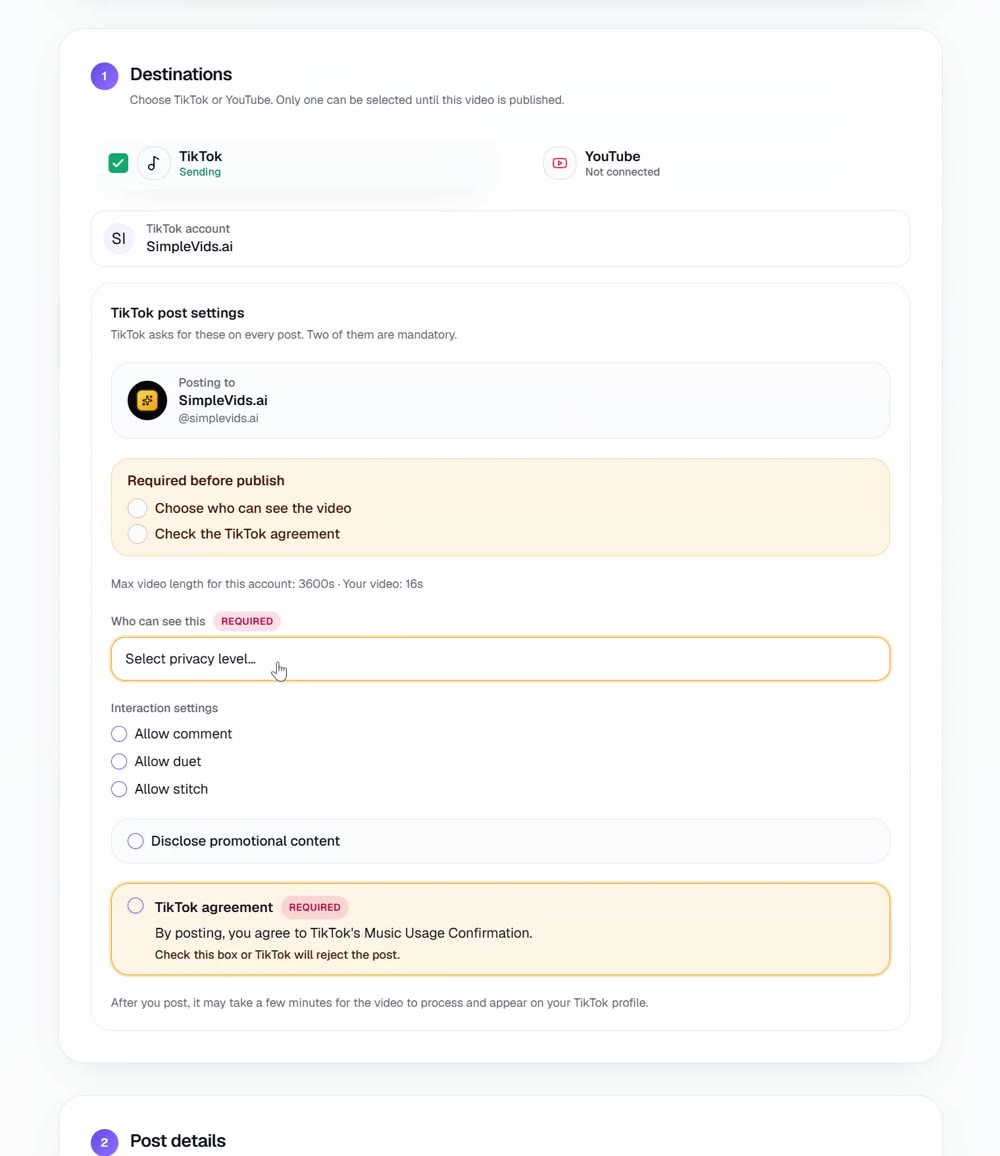 1
Destinations
Choose TikTok or YouTube. Only one can be selected until this video is published.
TikTok
Sending
YouTube
Not connected
SI
TikTok account
SimpleVids.ai
TikTok post settings
TikTok asks for these on every post. Two of them are mandatory.
Posting to
SimpleVids.ai
@simplevids.ai
Required before publish
Choose who can see the video
Check the TikTok agreement
Max video length for this account: 3600s · Your video: 16s
Who can see this REQUIRED
Select privacy level...
Interaction settings
Allow comment
Allow duet
Allow stitch
Disclose promotional content
TikTok agreement REQUIRED
By posting, you agree to TikTok's Music Usage Confirmation.
Check this box or TikTok will reject the post.
After you post, it may take a few minutes for the video to process and appear on your TikTok profile.
2
Post details